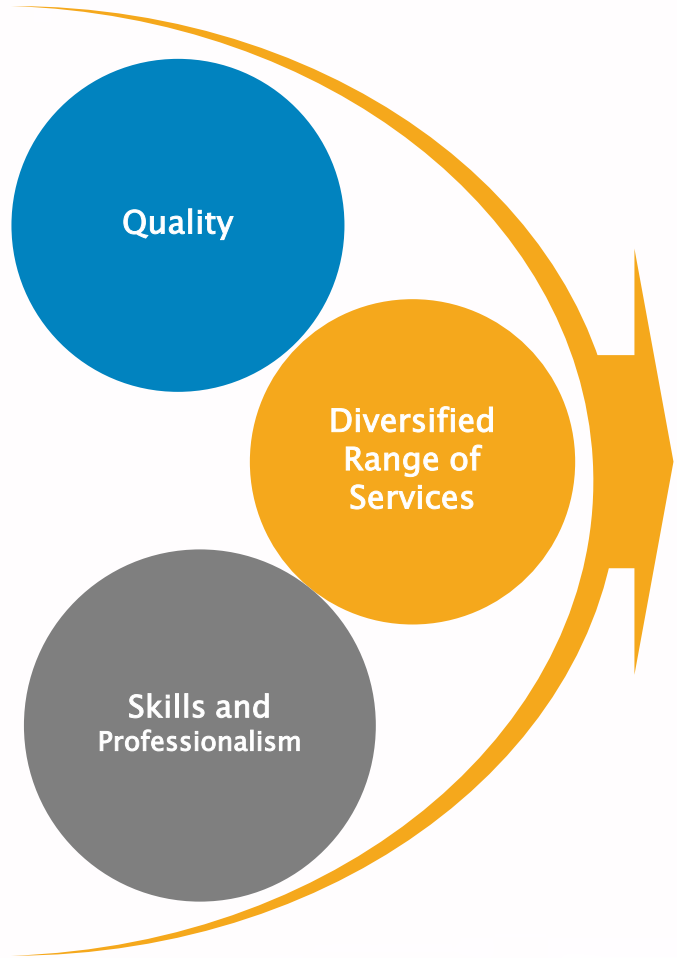 Quality
Diversified
Range of
Services
Skills and
Professionalism